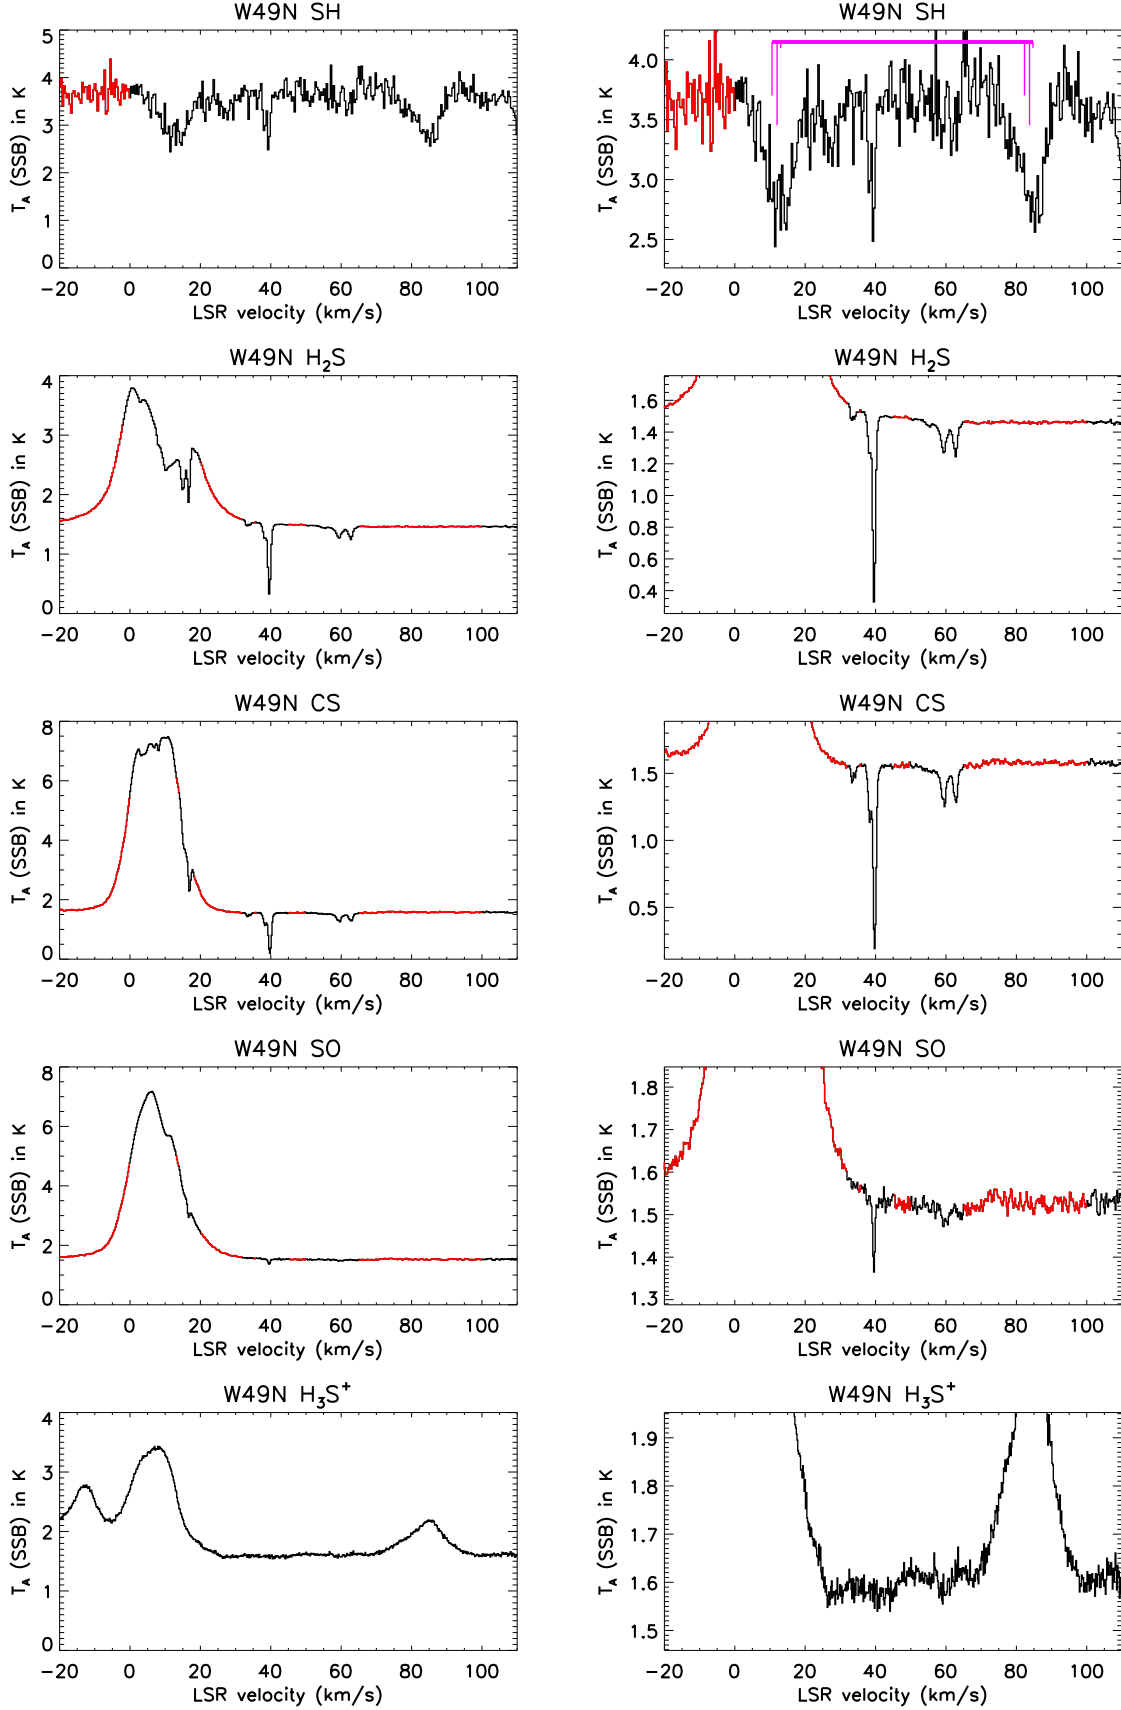 W49N SH
W49N SH
5
4
3
2
1
0
T_A (SSB) in K
−20 0 20 40 60 80 100
LSR velocity (km/s)
4.0
3.5
3.0
2.5
T_A (SSB) in K
−20 0 20 40 60 80 100
LSR velocity (km/s)
W49N H₂S
W49N H₂S
4
3
2
1
0
T_A (SSB) in K
−20 0 20 40 60 80 100
LSR velocity (km/s)
1.6
1.4
1.2
1.0
0.8
0.6
0.4
T_A (SSB) in K
−20 0 20 40 60 80 100
LSR velocity (km/s)
W49N CS
W49N CS
8
6
4
2
0
T_A (SSB) in K
−20 0 20 40 60 80 100
LSR velocity (km/s)
1.5
1.0
0.5
T_A (SSB) in K
−20 0 20 40 60 80 100
LSR velocity (km/s)
W49N SO
W49N SO
8
6
4
2
0
T_A (SSB) in K
−20 0 20 40 60 80 100
LSR velocity (km/s)
1.8
1.7
1.6
1.5
1.4
1.3
T_A (SSB) in K
−20 0 20 40 60 80 100
LSR velocity (km/s)
W49N H₃S⁺
W49N H₃S⁺
4
3
2
1
0
T_A (SSB) in K
−20 0 20 40 60 80 100
LSR velocity (km/s)
1.9
1.8
1.7
1.6
1.5
T_A (SSB) in K
−20 0 20 40 60 80 100
LSR velocity (km/s)